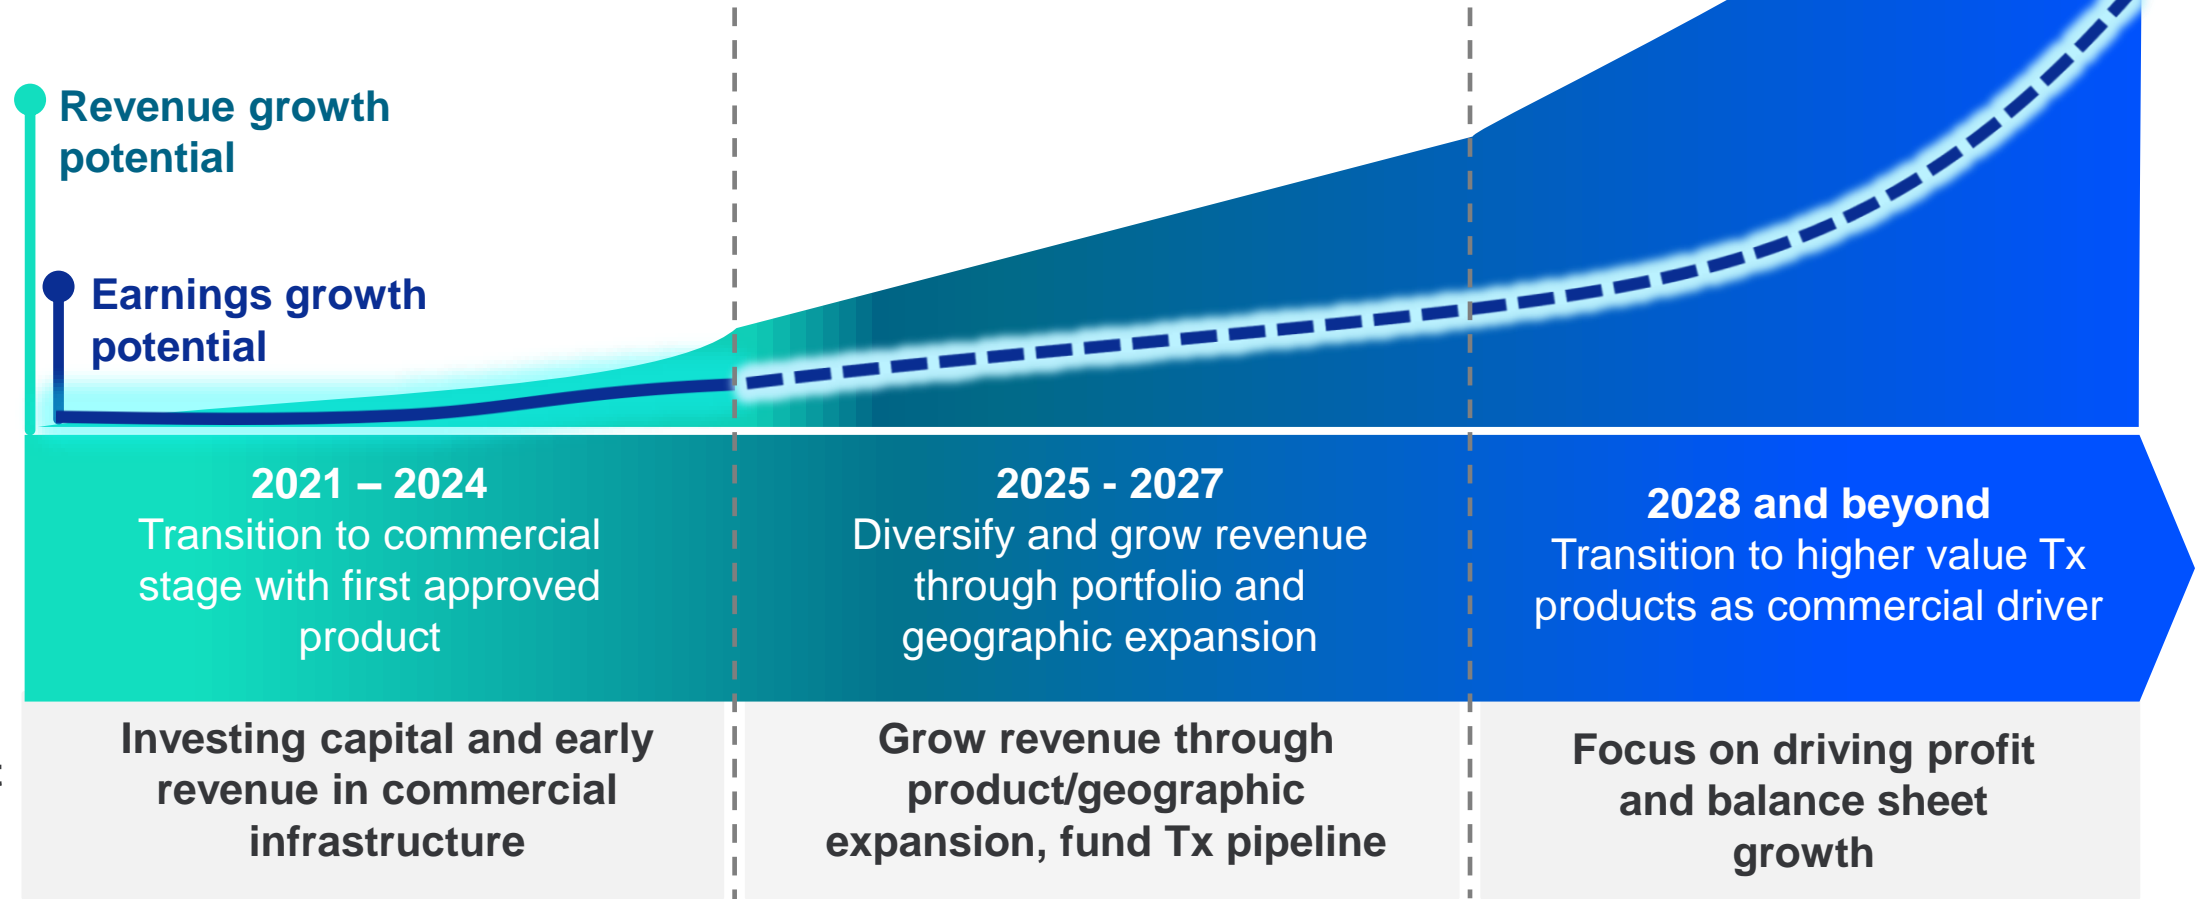 Revenue growth
potential
Earnings growth
potential
2021 – 2024
Transition to commercial
stage with first approved
product
2025 - 2027
Diversify and grow revenue
through portfolio and
geographic expansion
2028 and beyond
Transition to higher value Tx
products as commercial driver
Investing capital and early
revenue in commercial
infrastructure
Grow revenue through
product/geographic
expansion, fund Tx pipeline
Focus on driving profit
and balance sheet
growth